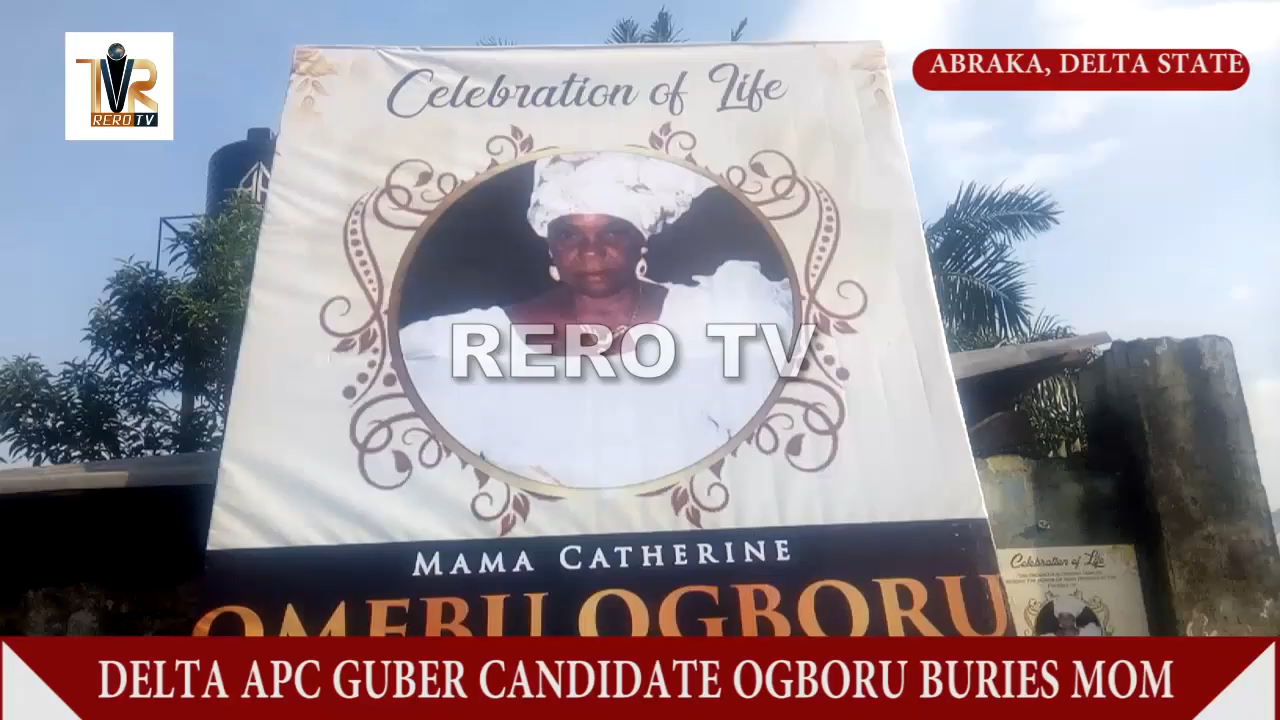 TVR
RERO TV
ABRAKA, DELTA STATE
Celebration of Life
RERO TV
MAMA CATHERINE
OMEBU OGBORU
Celebration of Life
DELTA APC GUBER CANDIDATE OGBORU BURIES MOM